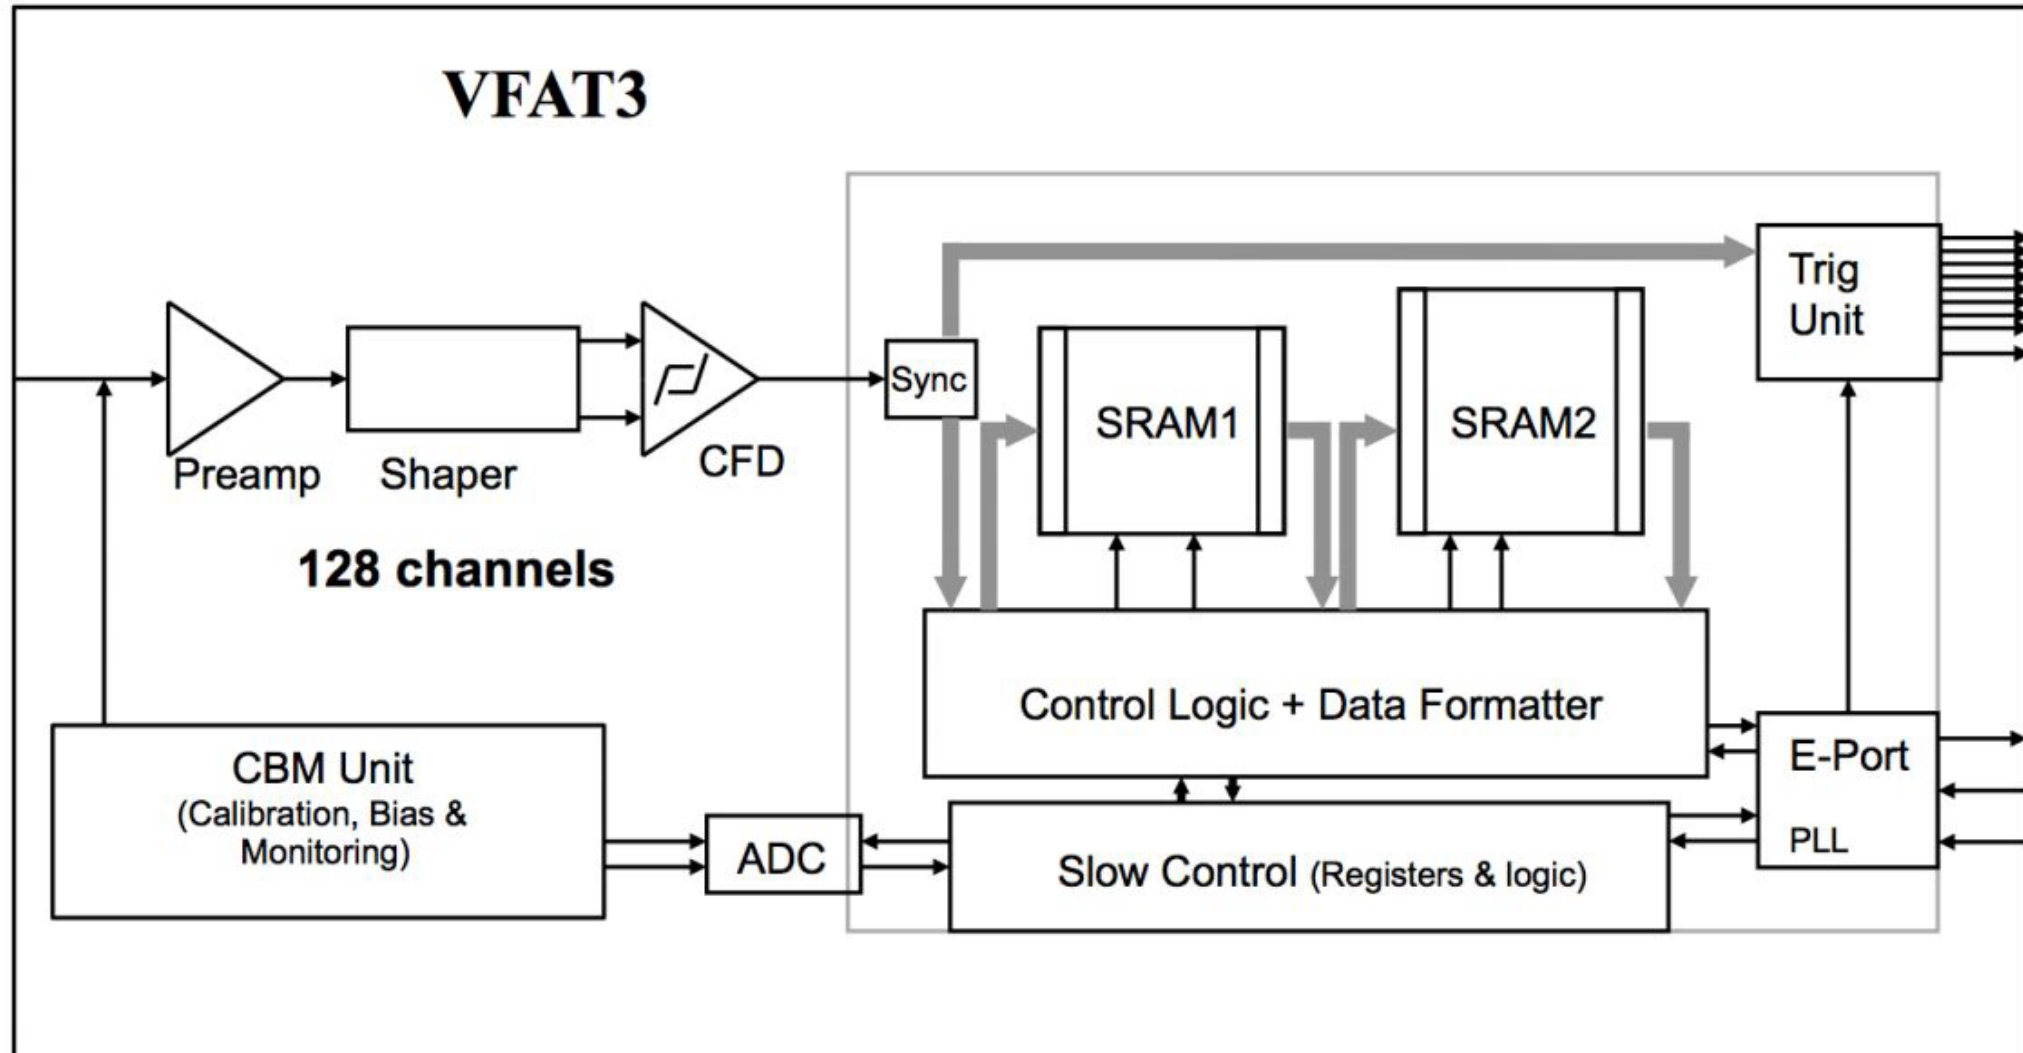 VFAT3
Trig
Unit
Sync
SRAM1
SRAM2
Preamp
Shaper
CFD
128 channels
Control Logic + Data Formatter
CBM Unit
(Calibration, Bias &
Monitoring)
ADC
Slow Control (Registers & logic)
E-Port
PLL